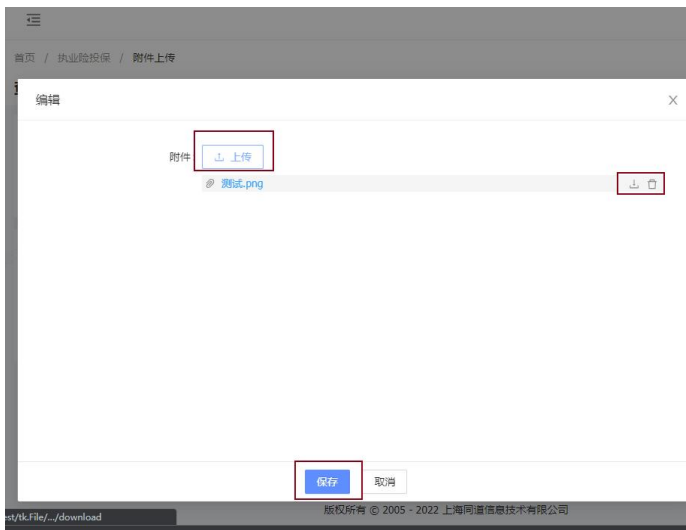 首页 / 执业险投保 / 附件上传
编辑
附件
上传
测试.png
保存
取消
版权所有 © 2005 - 2022 上海同道信息技术有限公司
est/tk.File/.../download